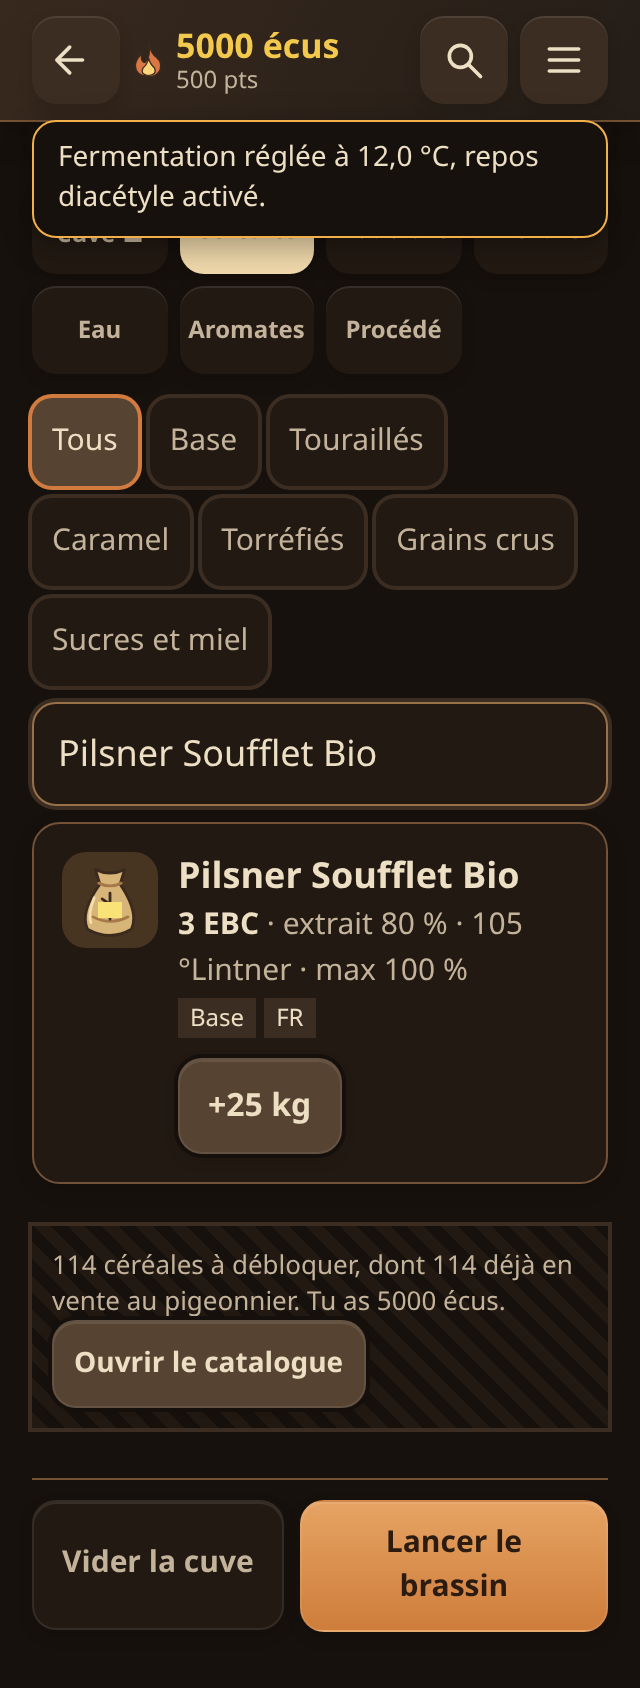 5000 écus
500 pts
Fermentation réglée à 12,0 °C, repos
diacétyle activé.
Eau
Aromates
Procédé
Tous
Base
Touraillés
Caramel
Torréfiés
Grains crus
Sucres et miel
Pilsner Soufflet Bio
Pilsner Soufflet Bio
3 EBC · extrait 80 % · 105
°Lintner · max 100 %
Base
FR
+25 kg
114 céréales à débloquer, dont 114 déjà en
vente au pigeonnier. Tu as 5000 écus.
Ouvrir le catalogue
Vider la cuve
Lancer le
brassin